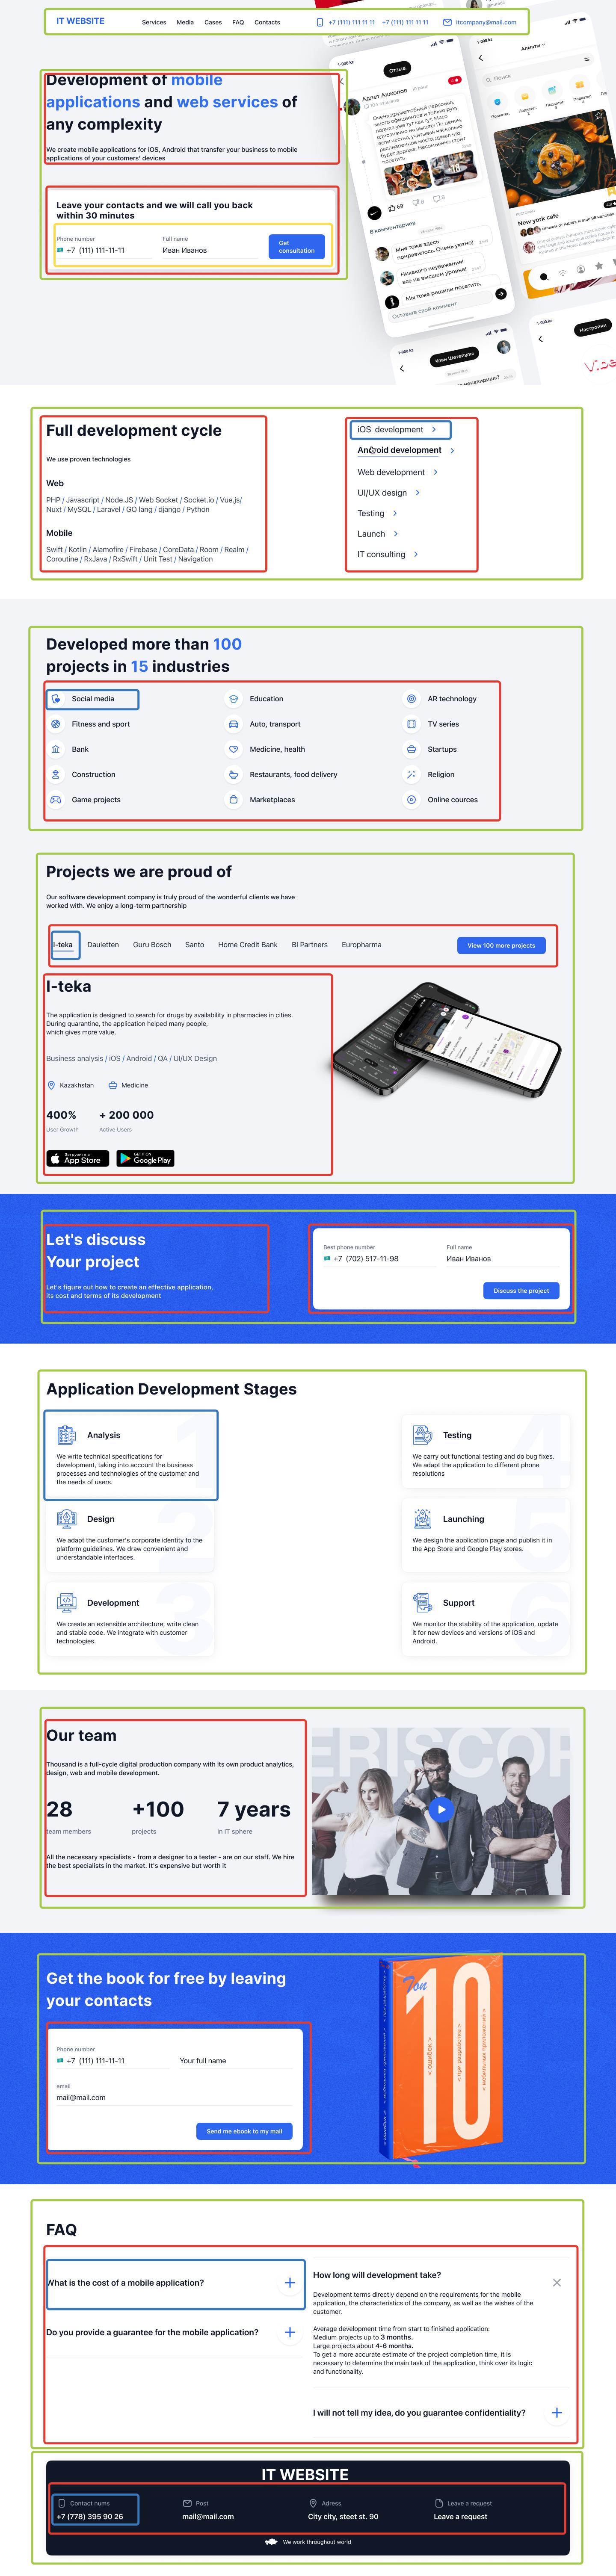 IT WEBSITE
Services Media Cases FAQ Contacts
+7 (111) 111 11 11 +7 (111) 111 11 11
itcompany@mail.com
Development of mobile
applications and web services of
any complexity
We create mobile applications for iOS, Android that transfer your business to mobile
applications of your customers' devices
Leave your contacts and we will call you back
within 30 minutes
Phone number
+7 (111) 111-11-11
Full name
Иван Иванов
Get
consultation
Отзыв
Адлет Акжолов
Очень дружелюбный персонал,
69
8 комментариев
Мне тоже здесь
понравилось. Очень уютно)
Никакого неуважения!
все на высшем уровне!
Мы тоже решили посетить,
Оставьте свой коммент
Алматы
Поиск
New york cafe
Настройки
Full development cycle
We use proven technologies
Web
PHP / Javascript / Node.JS / Web Socket / Socket.io / Vue.js/
Nuxt / MySQL / Laravel / GO lang / django / Python
Mobile
Swift / Kotlin / Alamofire / Firebase / CoreData / Room / Realm /
Coroutine / RxJava / RxSwift / Unit Test / Navigation
iOS development
Android development
Web development
UI/UX design
Testing
Launch
IT consulting
Developed more than 100
projects in 15 industries
Social media
Education
AR technology
Fitness and sport
Auto, transport
TV series
Bank
Medicine, health
Startups
Construction
Restaurants, food delivery
Religion
Game projects
Marketplaces
Online cources
Projects we are proud of
Our software development company is truly proud of the wonderful clients we have
worked with. We enjoy a long-term partnership
I-teka Dauletten Guru Bosch Santo Home Credit Bank BI Partners Europharma
View 100 more projects
I-teka
The application is designed to search for drugs by availability in pharmacies in cities.
During quarantine, the application helped many people,
which gives more value.
Business analysis / iOS / Android / QA / UI/UX Design
Kazakhstan Medicine
400% + 200 000
User Growth Active Users
Загрузите в
App Store
GET IT ON
Google Play
Let's discuss
Your project
Let's figure out how to create an effective application,
its cost and terms of its development
Best phone number
+7 (702) 517-11-98
Full name
Иван Иванов
Discuss the project
Application Development Stages
1
Analysis
We write technical specifications for
development, taking into account the business
processes and technologies of the customer and
the needs of users.
2
Design
We adapt the customer's corporate identity to the
platform guidelines. We draw convenient and
understandable interfaces.
3
Development
We create an extensible architecture, write clean
and stable code. We integrate with customer
technologies.
4
Testing
We carry out functional testing and do bug fixes.
We adapt the application to different phone
resolutions
5
Launching
We design the application page and publish it in
the App Store and Google Play stores.
6
Support
We monitor the stability of the application, update
it for new devices and versions of iOS and
Android.
Our team
Thousand is a full-cycle digital production company with its own product analytics,
design, web and mobile development.
28 +100 7 years
team members projects in IT sphere
All the necessary specialists - from a designer to a tester - are on our staff. We hire
the best specialists in the market. It's expensive but worth it
ERISCOP
Get the book for free by leaving
your contacts
Phone number
+7 (111) 111-11-11
Your full name
email
mail@mail.com
Send me ebook to my mail
Топ
10
< ошибок >
< при разработке >
< мобильных приложений >
FAQ
What is the cost of a mobile application?
Do you provide a guarantee for the mobile application?
How long will development take?
Development terms directly depend on the requirements for the mobile
application, the characteristics of the company, as well as the wishes of the
customer.
Average development time from start to finished application:
Medium projects up to 3 months.
Large projects about 4-6 months.
To get a more accurate estimate of the project completion time, it is
necessary to determine the main task of the application, think over its logic
and functionality.
I will not tell my idea, do you guarantee confidentiality?
IT WEBSITE
Contact nums
+7 (778) 395 90 26
Post
mail@mail.com
Adress
City city, steet st. 90
Leave a request
Leave a request
We work throughout world